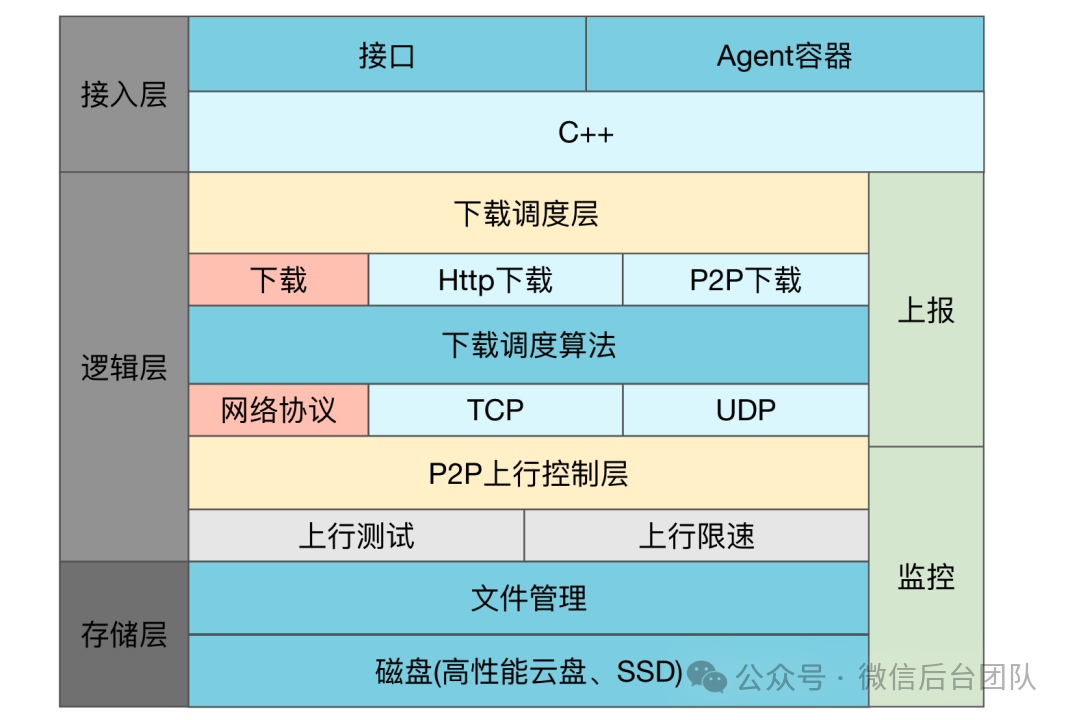 接入层
接口
Agent容器
C++
逻辑层
下载调度层
下载
Http下载
P2P下载
上报
下载调度算法
网络协议
TCP
UDP
P2P上行控制层
上行测试
上行限速
监控
存储层
文件管理
磁盘(高性能云盘、SSD)
公众号 · 微信后台团队